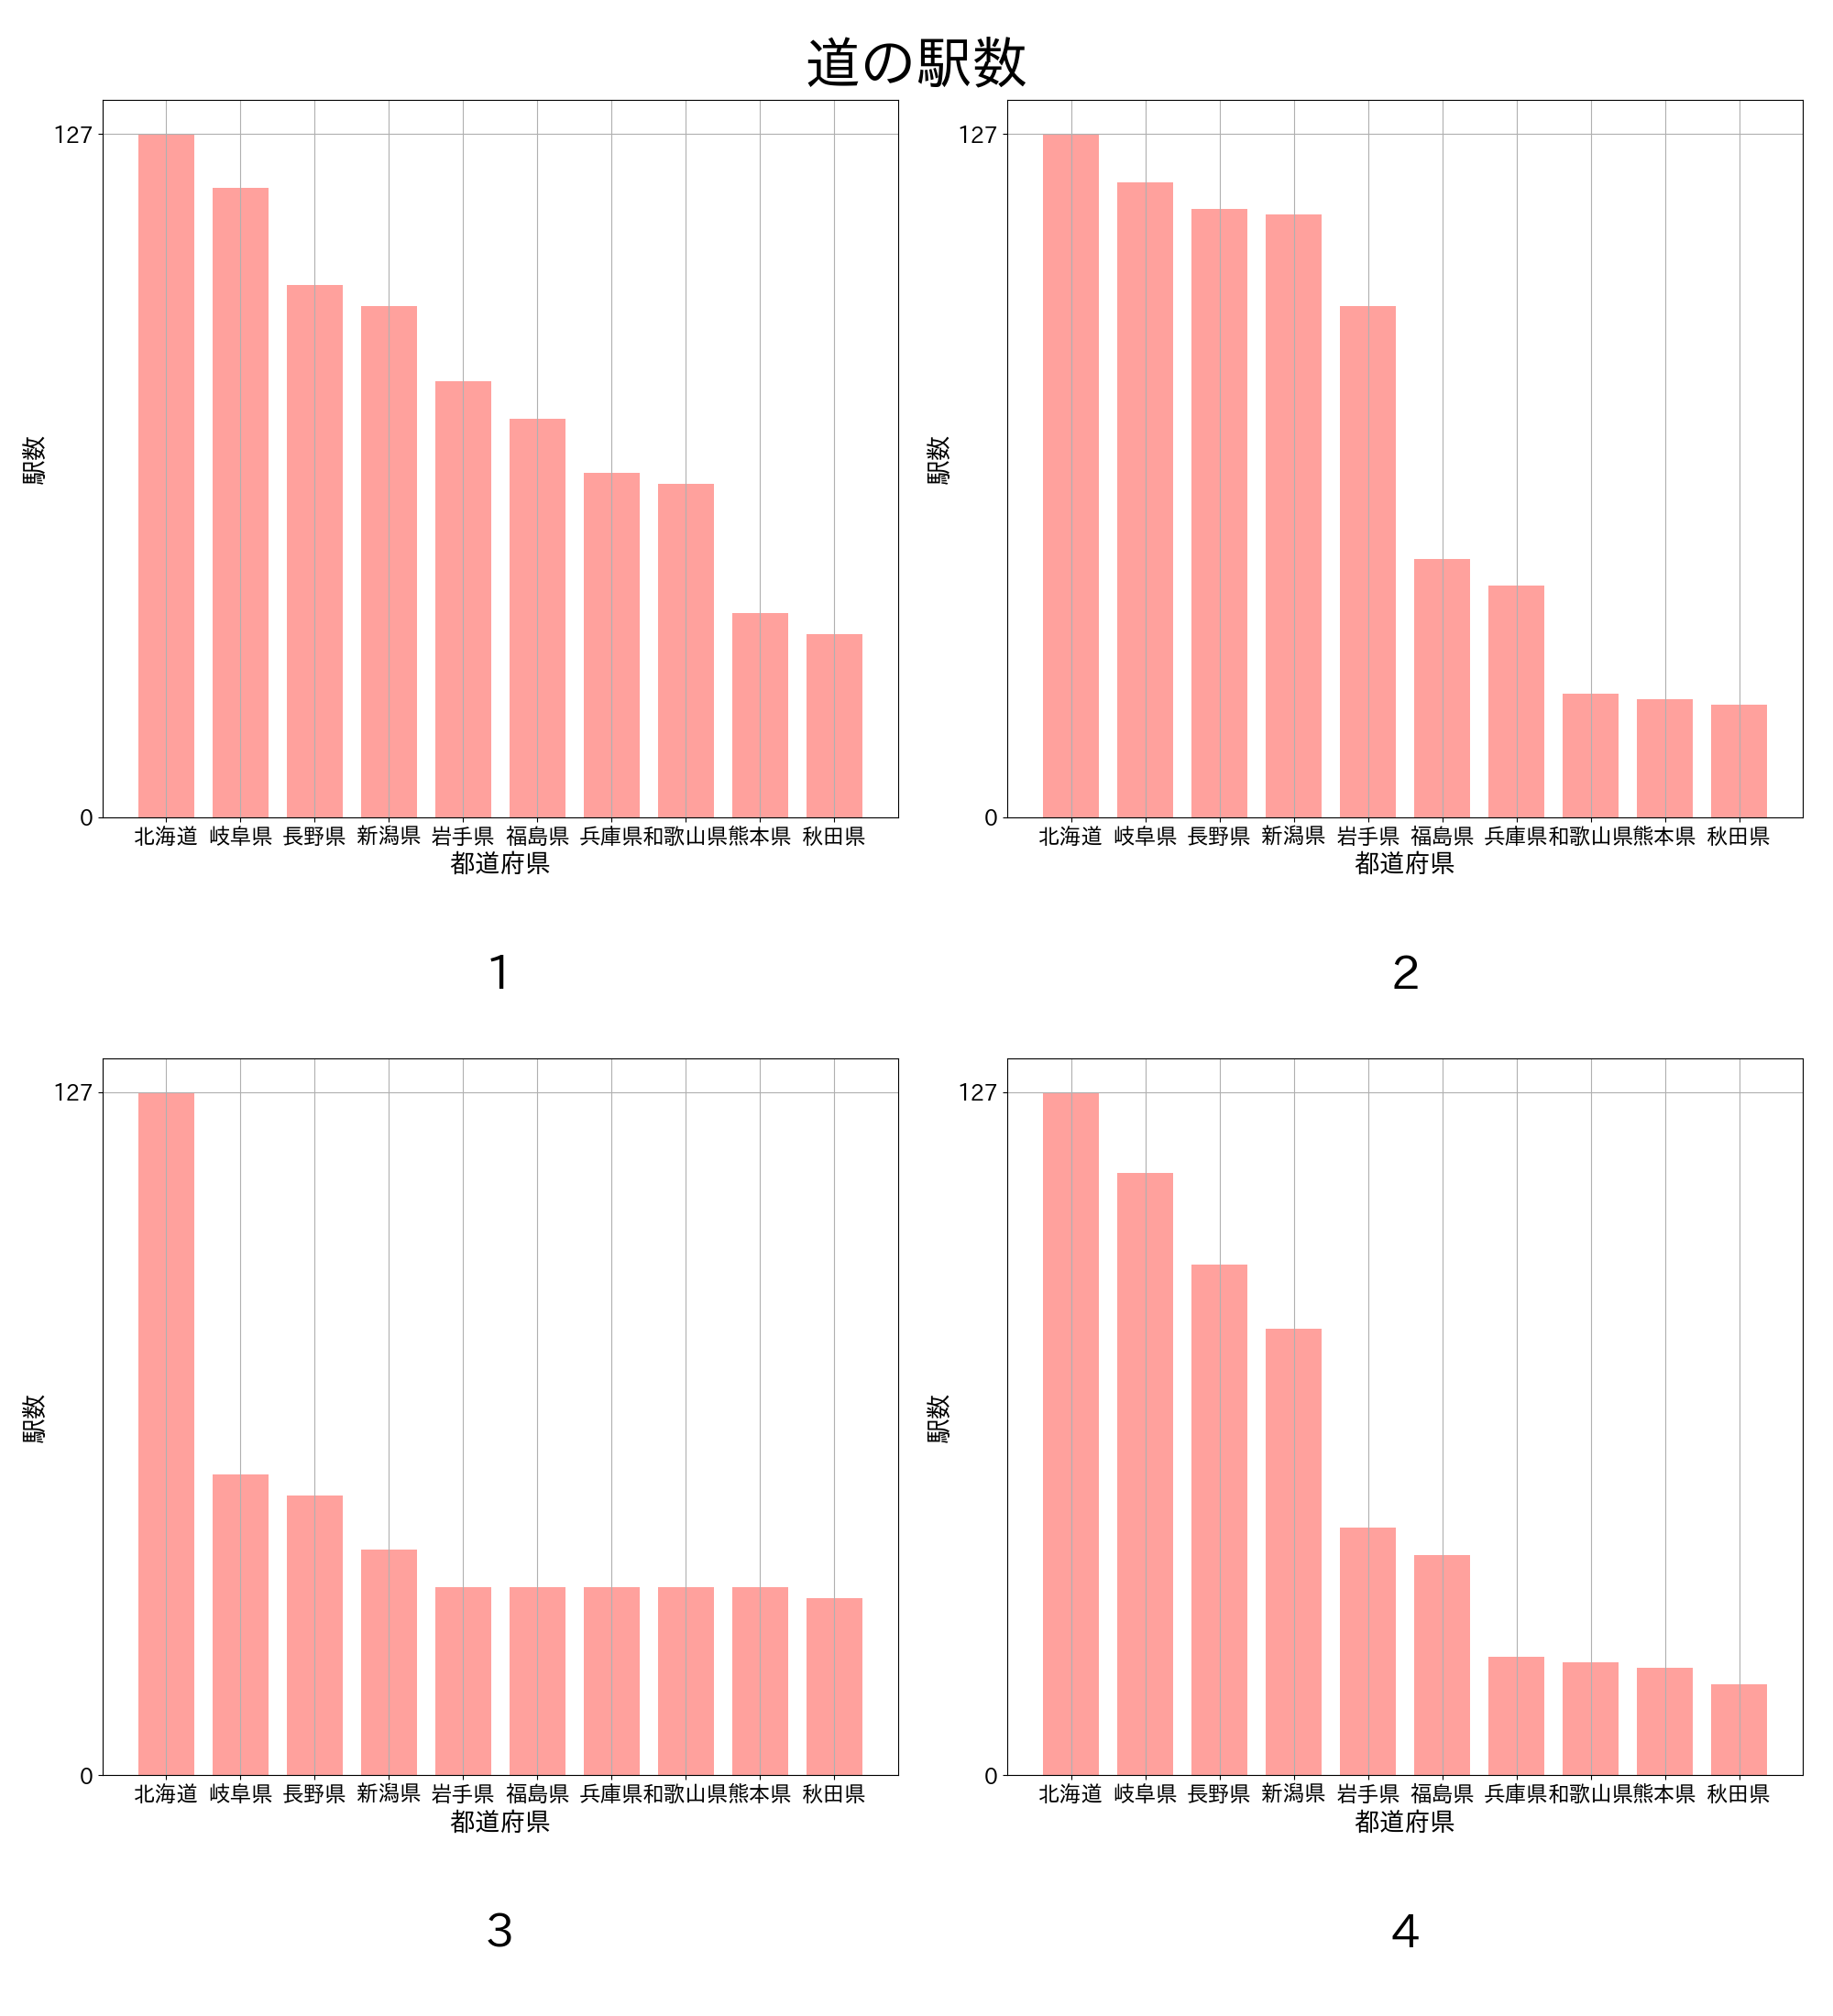 道の駅数
127
0
駅数
北海道 岐阜県 長野県 新潟県 岩手県 福島県 兵庫県 和歌山県 熊本県 秋田県
都道府県
1
127
0
駅数
北海道 岐阜県 長野県 新潟県 岩手県 福島県 兵庫県 和歌山県 熊本県 秋田県
都道府県
2
127
0
駅数
北海道 岐阜県 長野県 新潟県 岩手県 福島県 兵庫県 和歌山県 熊本県 秋田県
都道府県
3
127
0
駅数
北海道 岐阜県 長野県 新潟県 岩手県 福島県 兵庫県 和歌山県 熊本県 秋田県
都道府県
4